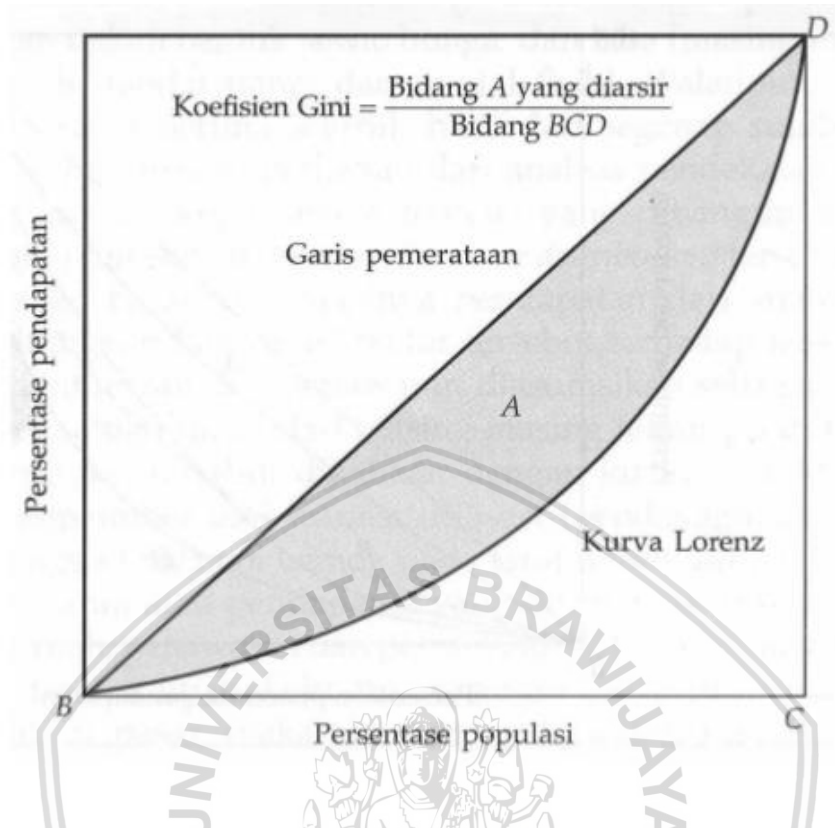 D
Koefisien Gini = Bidang A yang diarsir
Bidang BCD
Garis pemerataan
Persentase pendapatan
A
Kurva Lorenz
B
C
Persentase populasi
UNIVERSITAS BRAWIJAYA